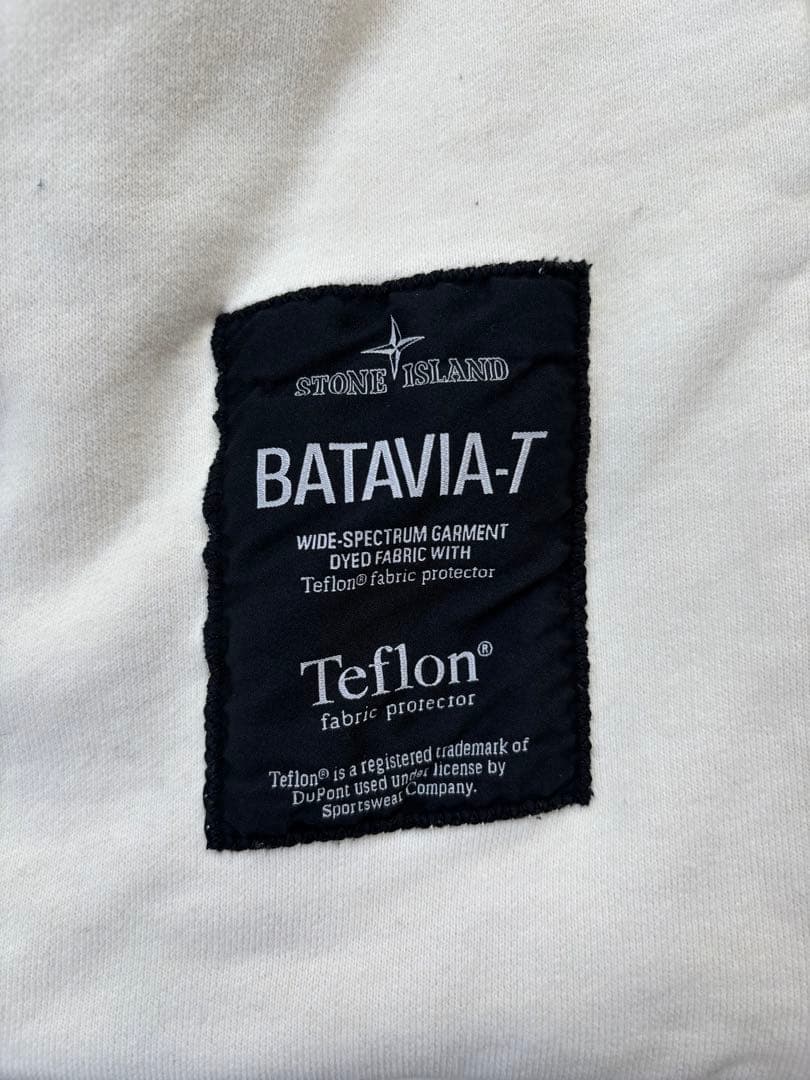 STONE ISLAND
BATAVIA-T
WIDE-SPECTRUM GARMENT
DYED FABRIC WITH
Teflon® fabric protector
Teflon®
fabric protector
Teflon® is a registered trademark of
DuPont used under license by
Sportswear Company.